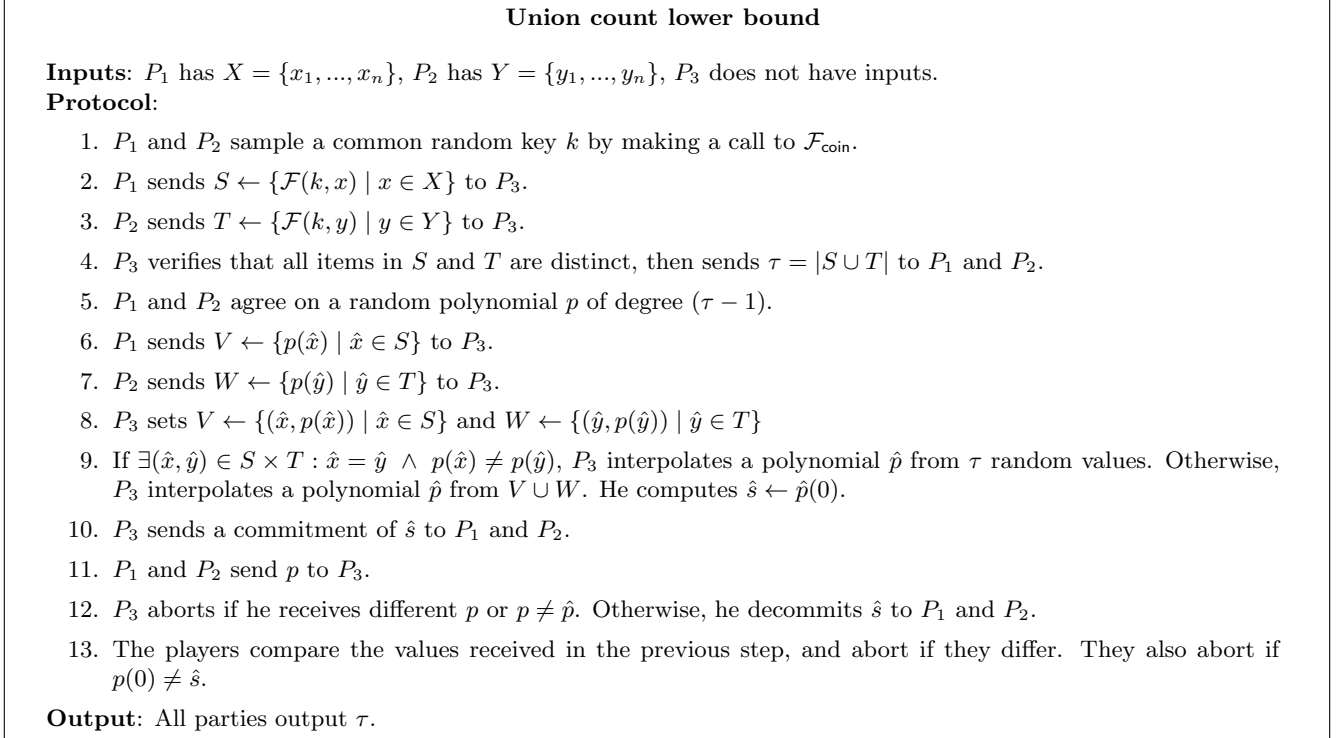 Union count lower bound
Inputs: P₁ has X = {x₁, ..., xₙ}, P₂ has Y = {y₁, ..., yₙ}, P₃ does not have inputs.
Protocol:
1. P₁ and P₂ sample a common random key k by making a call to ℱ_coin.
2. P₁ sends S ← {ℱ(k, x) | x ∈ X} to P₃.
3. P₂ sends T ← {ℱ(k, y) | y ∈ Y} to P₃.
4. P₃ verifies that all items in S and T are distinct, then sends τ = |S ∪ T| to P₁ and P₂.
5. P₁ and P₂ agree on a random polynomial p of degree (τ − 1).
6. P₁ sends V ← {p(x̂) | x̂ ∈ S} to P₃.
7. P₂ sends W ← {p(ŷ) | ŷ ∈ T} to P₃.
8. P₃ sets V ← {(x̂, p(x̂)) | x̂ ∈ S} and W ← {(ŷ, p(ŷ)) | ŷ ∈ T}
9. If ∃(x̂, ŷ) ∈ S × T : x̂ = ŷ ∧ p(x̂) ≠ p(ŷ), P₃ interpolates a polynomial p̂ from τ random values. Otherwise,
P₃ interpolates a polynomial p̂ from V ∪ W. He computes ŝ ← p̂(0).
10. P₃ sends a commitment of ŝ to P₁ and P₂.
11. P₁ and P₂ send p to P₃.
12. P₃ aborts if he receives different p or p ≠ p̂. Otherwise, he decommits ŝ to P₁ and P₂.
13. The players compare the values received in the previous step, and abort if they differ. They also abort if
p(0) ≠ ŝ.
Output: All parties output τ.